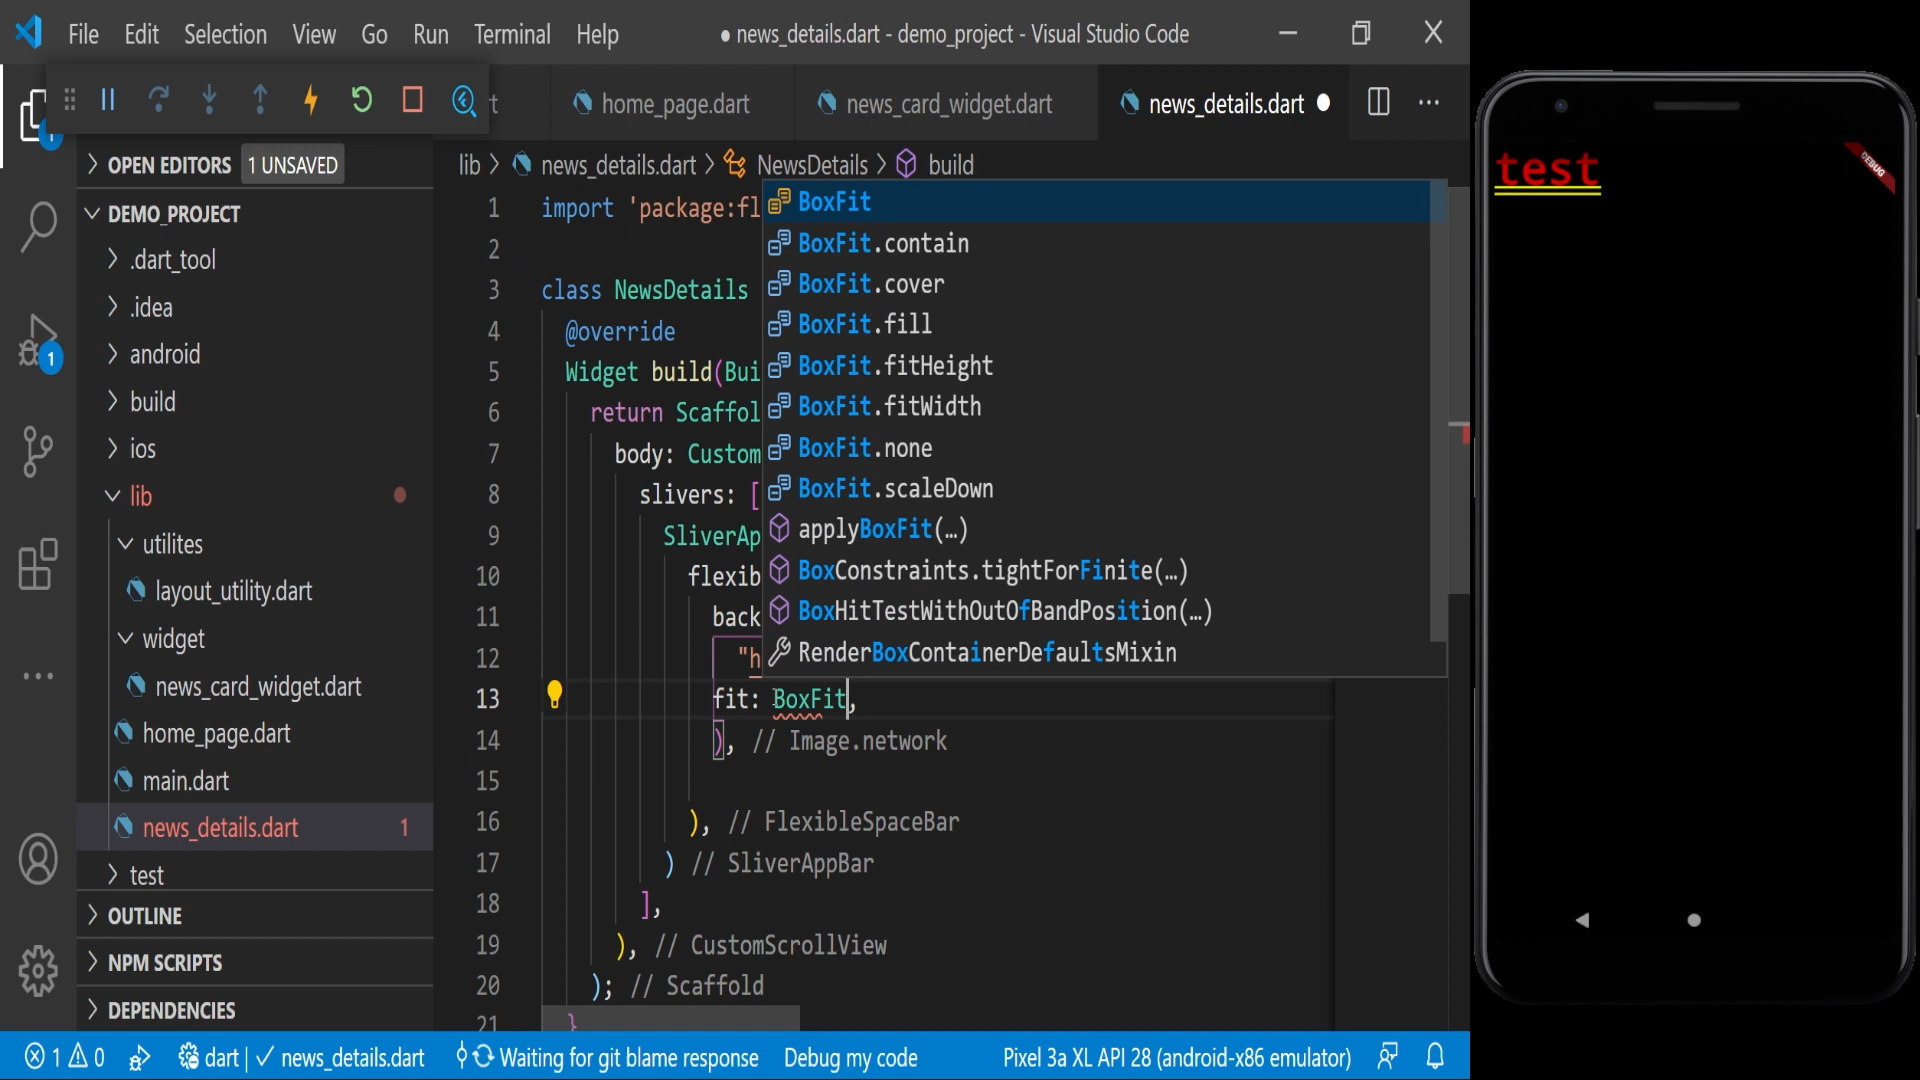 File Edit Selection View Go Run Terminal Help
● news_details.dart - demo_project - Visual Studio Code
t home_page.dart news_card_widget.dart news_details.dart
OPEN EDITORS 1 UNSAVED
DEMO_PROJECT
.dart_tool
.idea
android
build
ios
lib
utilites
layout_utility.dart
widget
news_card_widget.dart
home_page.dart
main.dart
news_details.dart 1
test
OUTLINE
NPM SCRIPTS
DEPENDENCIES
1
1
lib > news_details.dart > NewsDetails > build
1 import 'package:fl
2
3 class NewsDetails
4 @override
5 Widget build(Bui
6 return Scaffol
7 body: Custom
8 slivers: [
9 SliverAp
10 flexib
11 back
12 "h
13 fit: BoxFit,
14 ), // Image.network
15
16 ), // FlexibleSpaceBar
17 ) // SliverAppBar
18 ],
19 ), // CustomScrollView
20 ); // Scaffold
21 }
BoxFit
BoxFit.contain
BoxFit.cover
BoxFit.fill
BoxFit.fitHeight
BoxFit.fitWidth
BoxFit.none
BoxFit.scaleDown
applyBoxFit(…)
BoxConstraints.tightForFinite(…)
BoxHitTestWithOutOfBandPosition(…)
RenderBoxContainerDefaultsMixin
1 0 dart | ✓ news_details.dart Waiting for git blame response Debug my code Pixel 3a XL API 28 (android-x86 emulator)
test
DEBUG